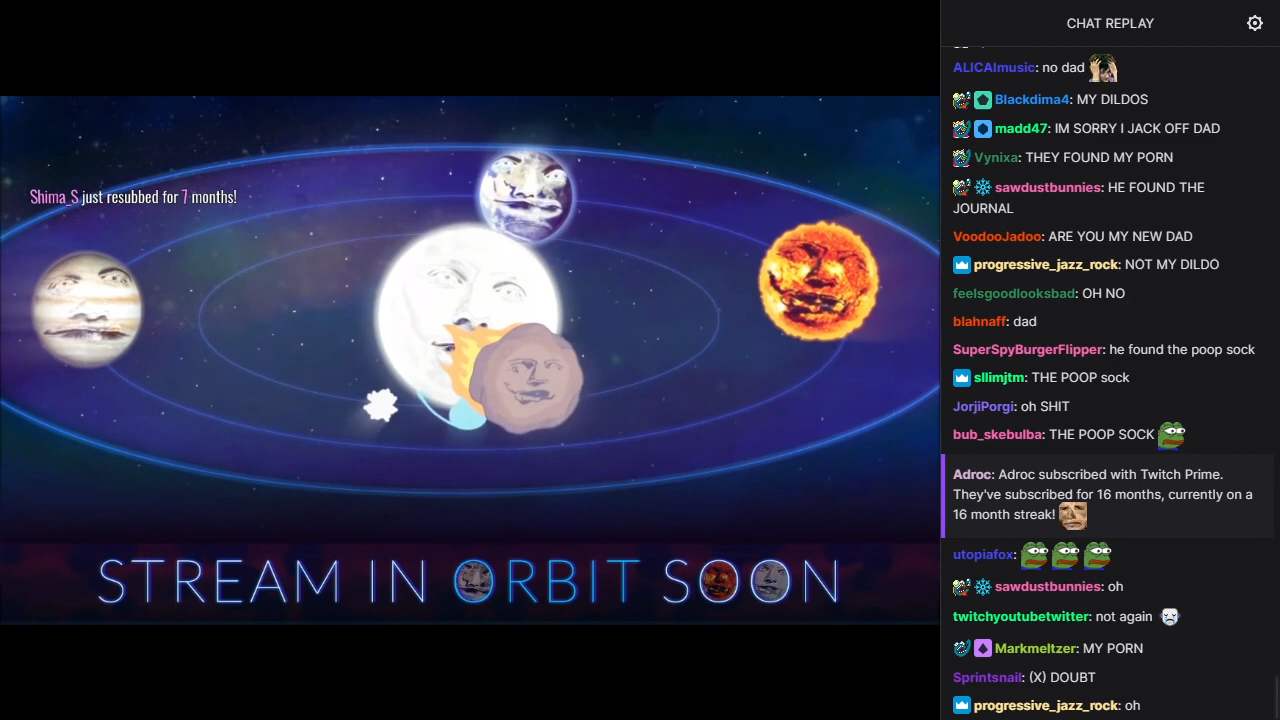 Shima_S just resubbed for 7 months!
STREAM IN ORBIT SOON
CHAT REPLAY
ALICAImusic: no dad
Blackdima4: MY DILDOS
madd47: IM SORRY I JACK OFF DAD
Vynixa: THEY FOUND MY PORN
sawdustbunnies: HE FOUND THE
JOURNAL
VoodooJadoo: ARE YOU MY NEW DAD
progressive_jazz_rock: NOT MY DILDO
feelsgoodlooksbad: OH NO
blahnaff: dad
SuperSpyBurgerFlipper: he found the poop sock
sllimjtm: THE POOP sock
JorjiPorgi: oh SHIT
bub_skebulba: THE POOP SOCK
Adroc: Adroc subscribed with Twitch Prime.
They've subscribed for 16 months, currently on a
16 month streak!
utopiafox:
sawdustbunnies: oh
twitchyoutubetwitter: not again
Markmeltzer: MY PORN
Sprintsnail: (X) DOUBT
progressive_jazz_rock: oh